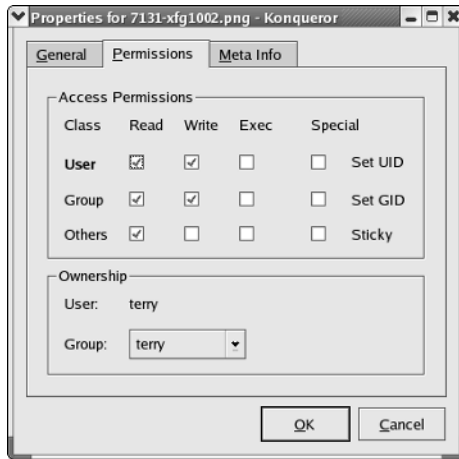 Properties for 7131-xfg1002.png - Konqueror
General Permissions Meta Info
Access Permissions
Class Read Write Exec Special
User Set UID
Group Set GID
Others Sticky
Ownership
User: terry
Group: terry
OK Cancel